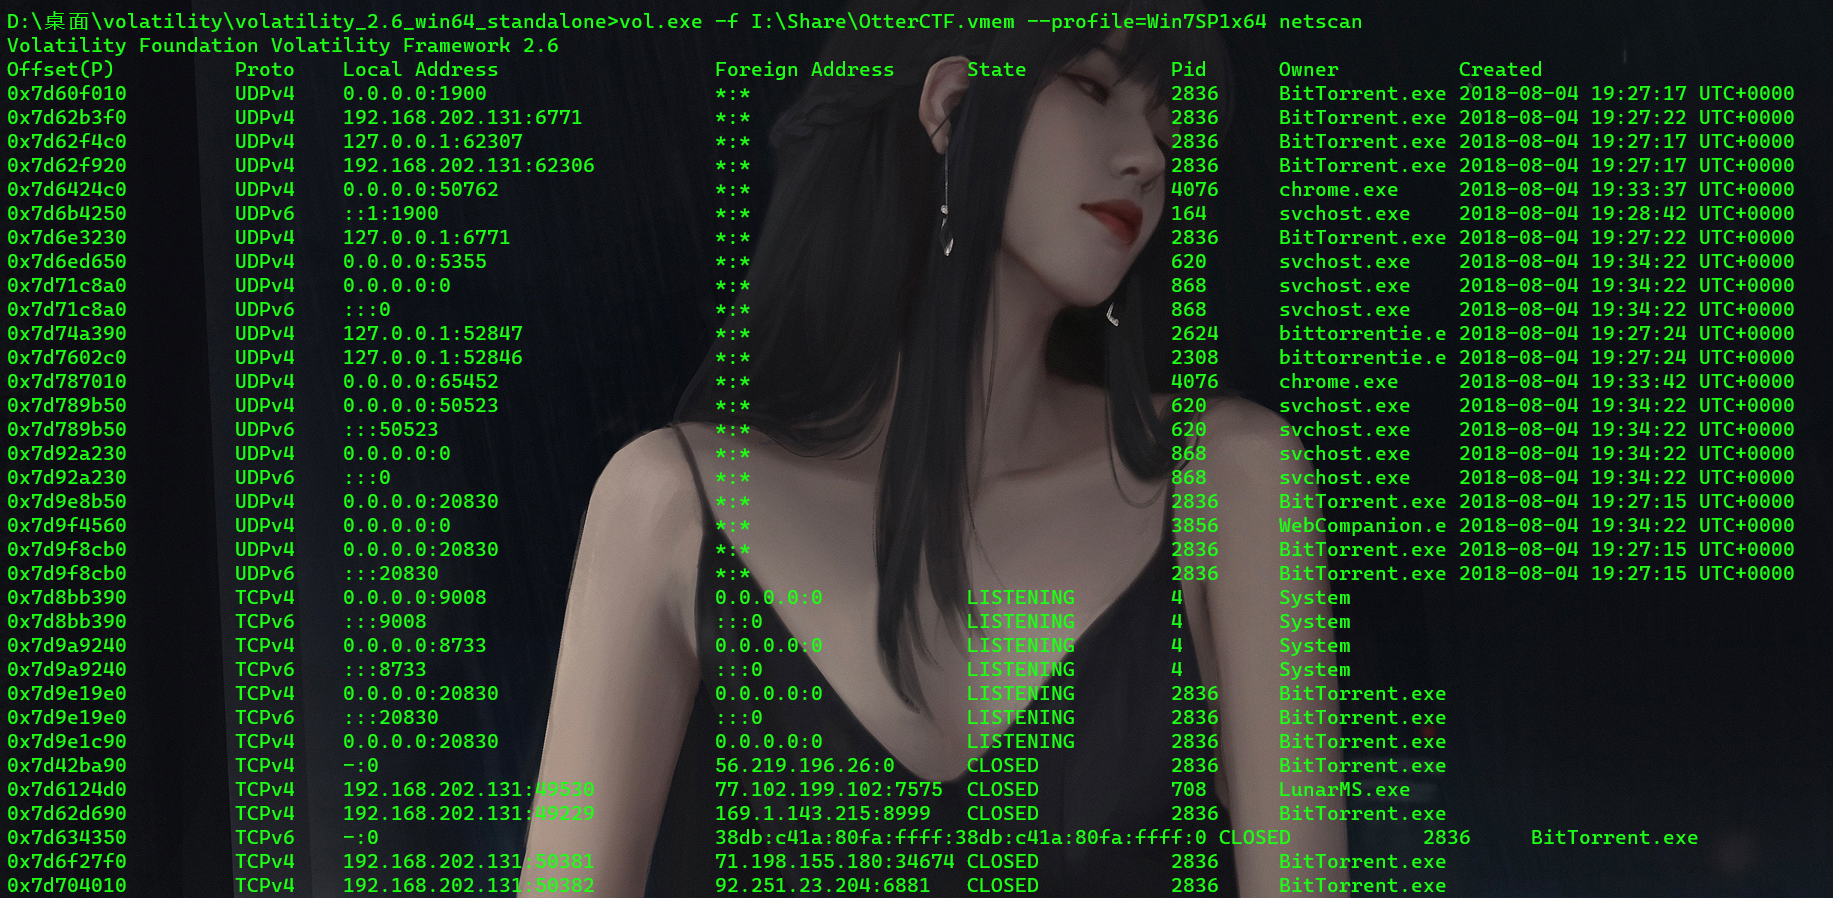 D:\桌面\volatility\volatility_2.6_win64_standalone>vol.exe -f I:\Share\OtterCTF.vmem --profile=Win7SP1x64 netscan
Volatility Foundation Volatility Framework 2.6
Offset(P) Proto Local Address Foreign Address State Pid Owner Created
0x7d60f010 UDPv4 0.0.0.0:1900 *:* 2836 BitTorrent.exe 2018-08-04 19:27:17 UTC+0000
0x7d62b3f0 UDPv4 192.168.202.131:6771 *:* 2836 BitTorrent.exe 2018-08-04 19:27:22 UTC+0000
0x7d62f4c0 UDPv4 127.0.0.1:62307 *:* 2836 BitTorrent.exe 2018-08-04 19:27:17 UTC+0000
0x7d62f920 UDPv4 192.168.202.131:62306 *:* 2836 BitTorrent.exe 2018-08-04 19:27:17 UTC+0000
0x7d6424c0 UDPv4 0.0.0.0:50762 *:* 4076 chrome.exe 2018-08-04 19:33:37 UTC+0000
0x7d6b4250 UDPv6 ::1:1900 *:* 164 svchost.exe 2018-08-04 19:28:42 UTC+0000
0x7d6e3230 UDPv4 127.0.0.1:6771 *:* 2836 BitTorrent.exe 2018-08-04 19:27:22 UTC+0000
0x7d6ed650 UDPv4 0.0.0.0:5355 *:* 620 svchost.exe 2018-08-04 19:34:22 UTC+0000
0x7d71c8a0 UDPv4 0.0.0.0:0 *:* 868 svchost.exe 2018-08-04 19:34:22 UTC+0000
0x7d71c8a0 UDPv6 :::0 *:* 868 svchost.exe 2018-08-04 19:34:22 UTC+0000
0x7d74a390 UDPv4 127.0.0.1:52847 *:* 2624 bittorrentie.e 2018-08-04 19:27:24 UTC+0000
0x7d7602c0 UDPv4 127.0.0.1:52846 *:* 2308 bittorrentie.e 2018-08-04 19:27:24 UTC+0000
0x7d787010 UDPv4 0.0.0.0:65452 *:* 4076 chrome.exe 2018-08-04 19:33:42 UTC+0000
0x7d789b50 UDPv4 0.0.0.0:50523 *:* 620 svchost.exe 2018-08-04 19:34:22 UTC+0000
0x7d789b50 UDPv6 :::50523 *:* 620 svchost.exe 2018-08-04 19:34:22 UTC+0000
0x7d92a230 UDPv4 0.0.0.0:0 *:* 868 svchost.exe 2018-08-04 19:34:22 UTC+0000
0x7d92a230 UDPv6 :::0 *:* 868 svchost.exe 2018-08-04 19:34:22 UTC+0000
0x7d9e8b50 UDPv4 0.0.0.0:20830 *:* 2836 BitTorrent.exe 2018-08-04 19:27:15 UTC+0000
0x7d9f4560 UDPv4 0.0.0.0:0 *:* 3856 WebCompanion.e 2018-08-04 19:34:22 UTC+0000
0x7d9f8cb0 UDPv4 0.0.0.0:20830 *:* 2836 BitTorrent.exe 2018-08-04 19:27:15 UTC+0000
0x7d9f8cb0 UDPv6 :::20830 *:* 2836 BitTorrent.exe 2018-08-04 19:27:15 UTC+0000
0x7d8bb390 TCPv4 0.0.0.0:9008 0.0.0.0:0 LISTENING 4 System
0x7d8bb390 TCPv6 :::9008 :::0 LISTENING 4 System
0x7d9a9240 TCPv4 0.0.0.0:8733 0.0.0.0:0 LISTENING 4 System
0x7d9a9240 TCPv6 :::8733 :::0 LISTENING 4 System
0x7d9e19e0 TCPv4 0.0.0.0:20830 0.0.0.0:0 LISTENING 2836 BitTorrent.exe
0x7d9e19e0 TCPv6 :::20830 :::0 LISTENING 2836 BitTorrent.exe
0x7d9e1c90 TCPv4 0.0.0.0:20830 0.0.0.0:0 LISTENING 2836 BitTorrent.exe
0x7d42ba90 TCPv4 -:0 56.219.196.26:0 CLOSED 2836 BitTorrent.exe
0x7d6124d0 TCPv4 192.168.202.131:49530 77.102.199.102:7575 CLOSED 708 LunarMS.exe
0x7d62d690 TCPv4 192.168.202.131:49229 169.1.143.215:8999 CLOSED 2836 BitTorrent.exe
0x7d634350 TCPv6 -:0 38db:c41a:80fa:ffff:38db:c41a:80fa:ffff:0 CLOSED 2836 BitTorrent.exe
0x7d6f27f0 TCPv4 192.168.202.131:50381 71.198.155.180:34674 CLOSED 2836 BitTorrent.exe
0x7d704010 TCPv4 192.168.202.131:50382 92.251.23.204:6881 CLOSED 2836 BitTorrent.exe